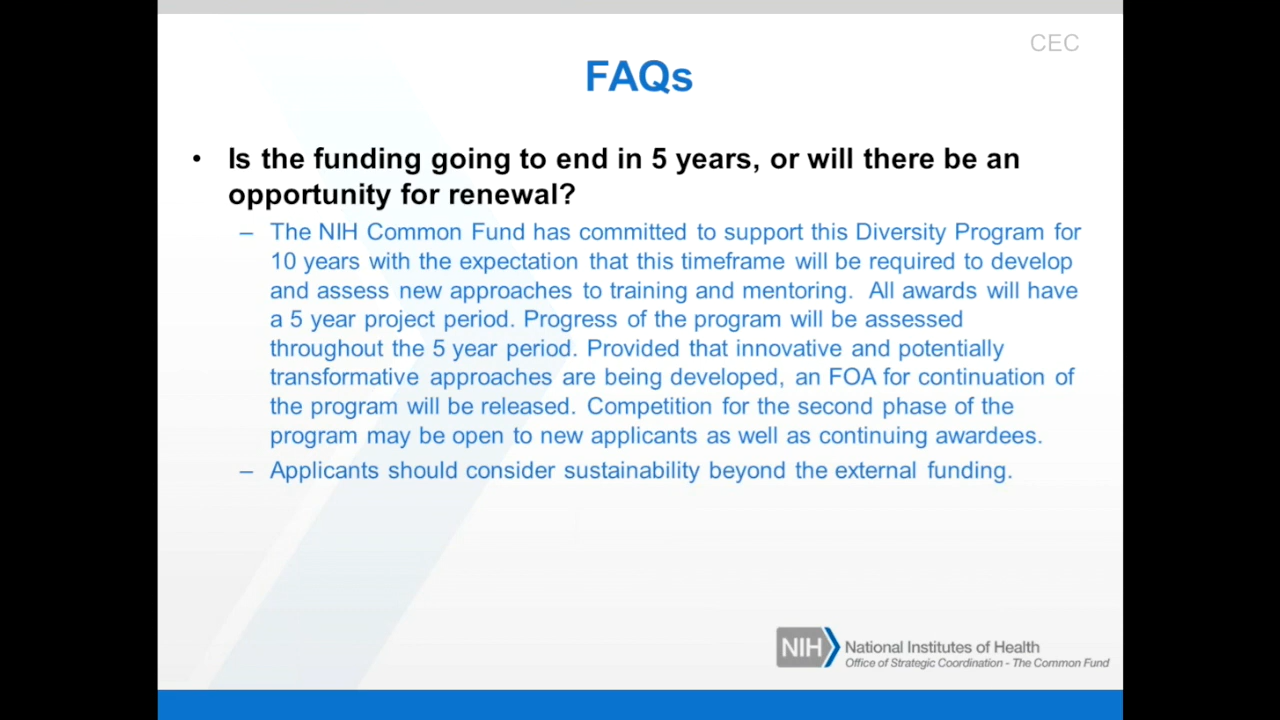 CEC
FAQs
• Is the funding going to end in 5 years, or will there be an
opportunity for renewal?
– The NIH Common Fund has committed to support this Diversity Program for
10 years with the expectation that this timeframe will be required to develop
and assess new approaches to training and mentoring.  All awards will have
a 5 year project period. Progress of the program will be assessed
throughout the 5 year period. Provided that innovative and potentially
transformative approaches are being developed, an FOA for continuation of
the program will be released.  Competition for the second phase of the
program may be open to new applicants as well as continuing awardees.
– Applicants should consider sustainability beyond the external funding.
NIH National Institutes of Health
Office of Strategic Coordination - The Common Fund